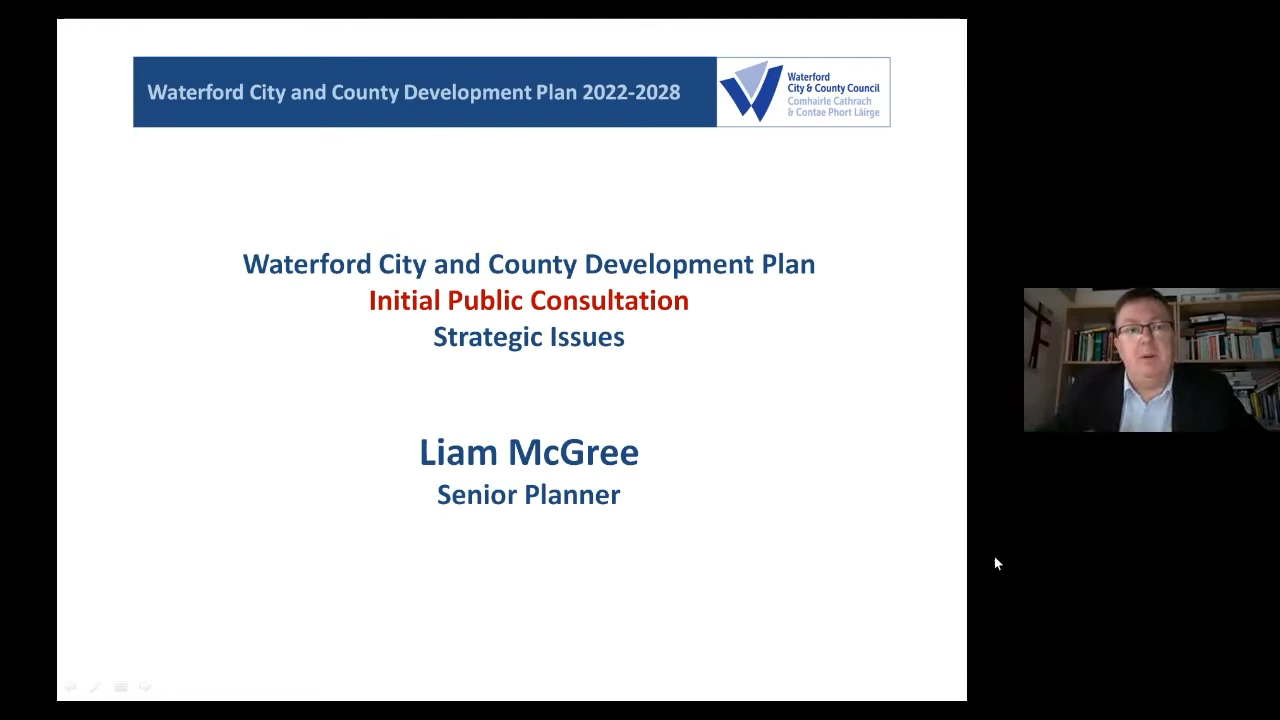 Waterford City and County Development Plan 2022-2028
Waterford
City & County Council
Comhairle Cathrach
& Contae Phort Láirge
Waterford City and County Development Plan
Initial Public Consultation
Strategic Issues
Liam McGree
Senior Planner